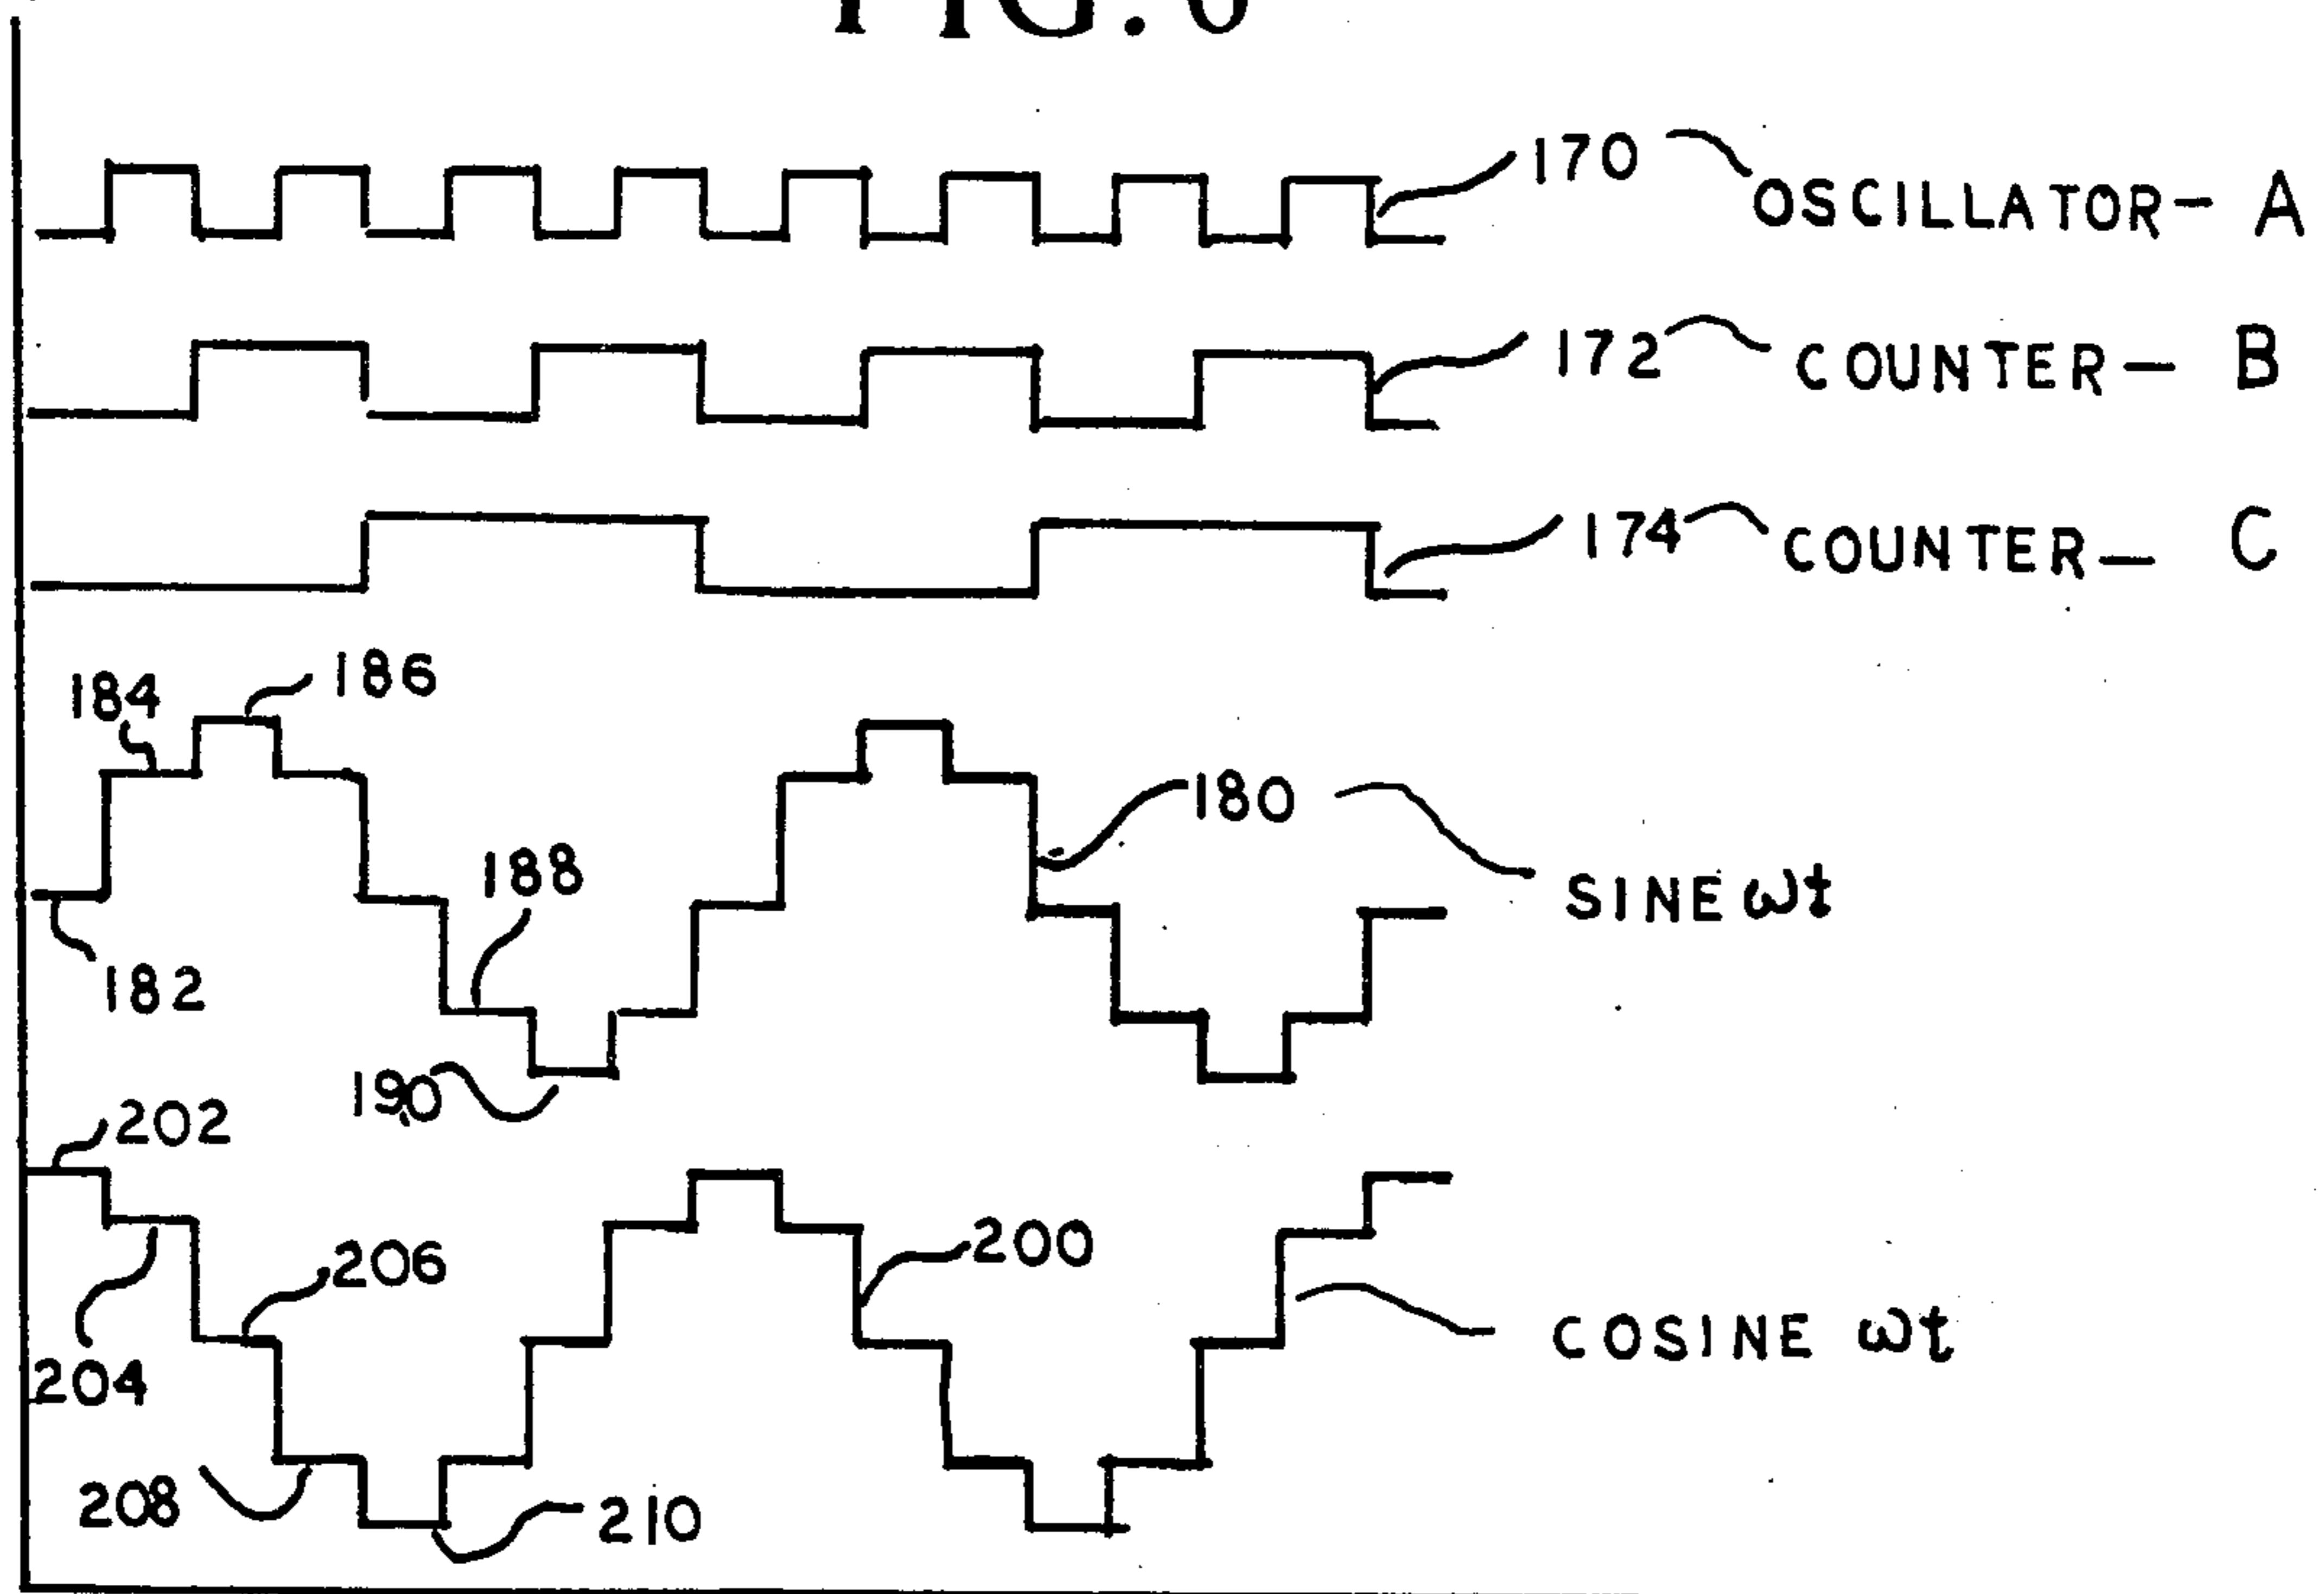 FIG. 6
170 OSCILLATOR- A
172 COUNTER- B
174 COUNTER- C
184
186
180
188
SINE ωt
182
190
202
200
206
COSINE ωt
204
208
210